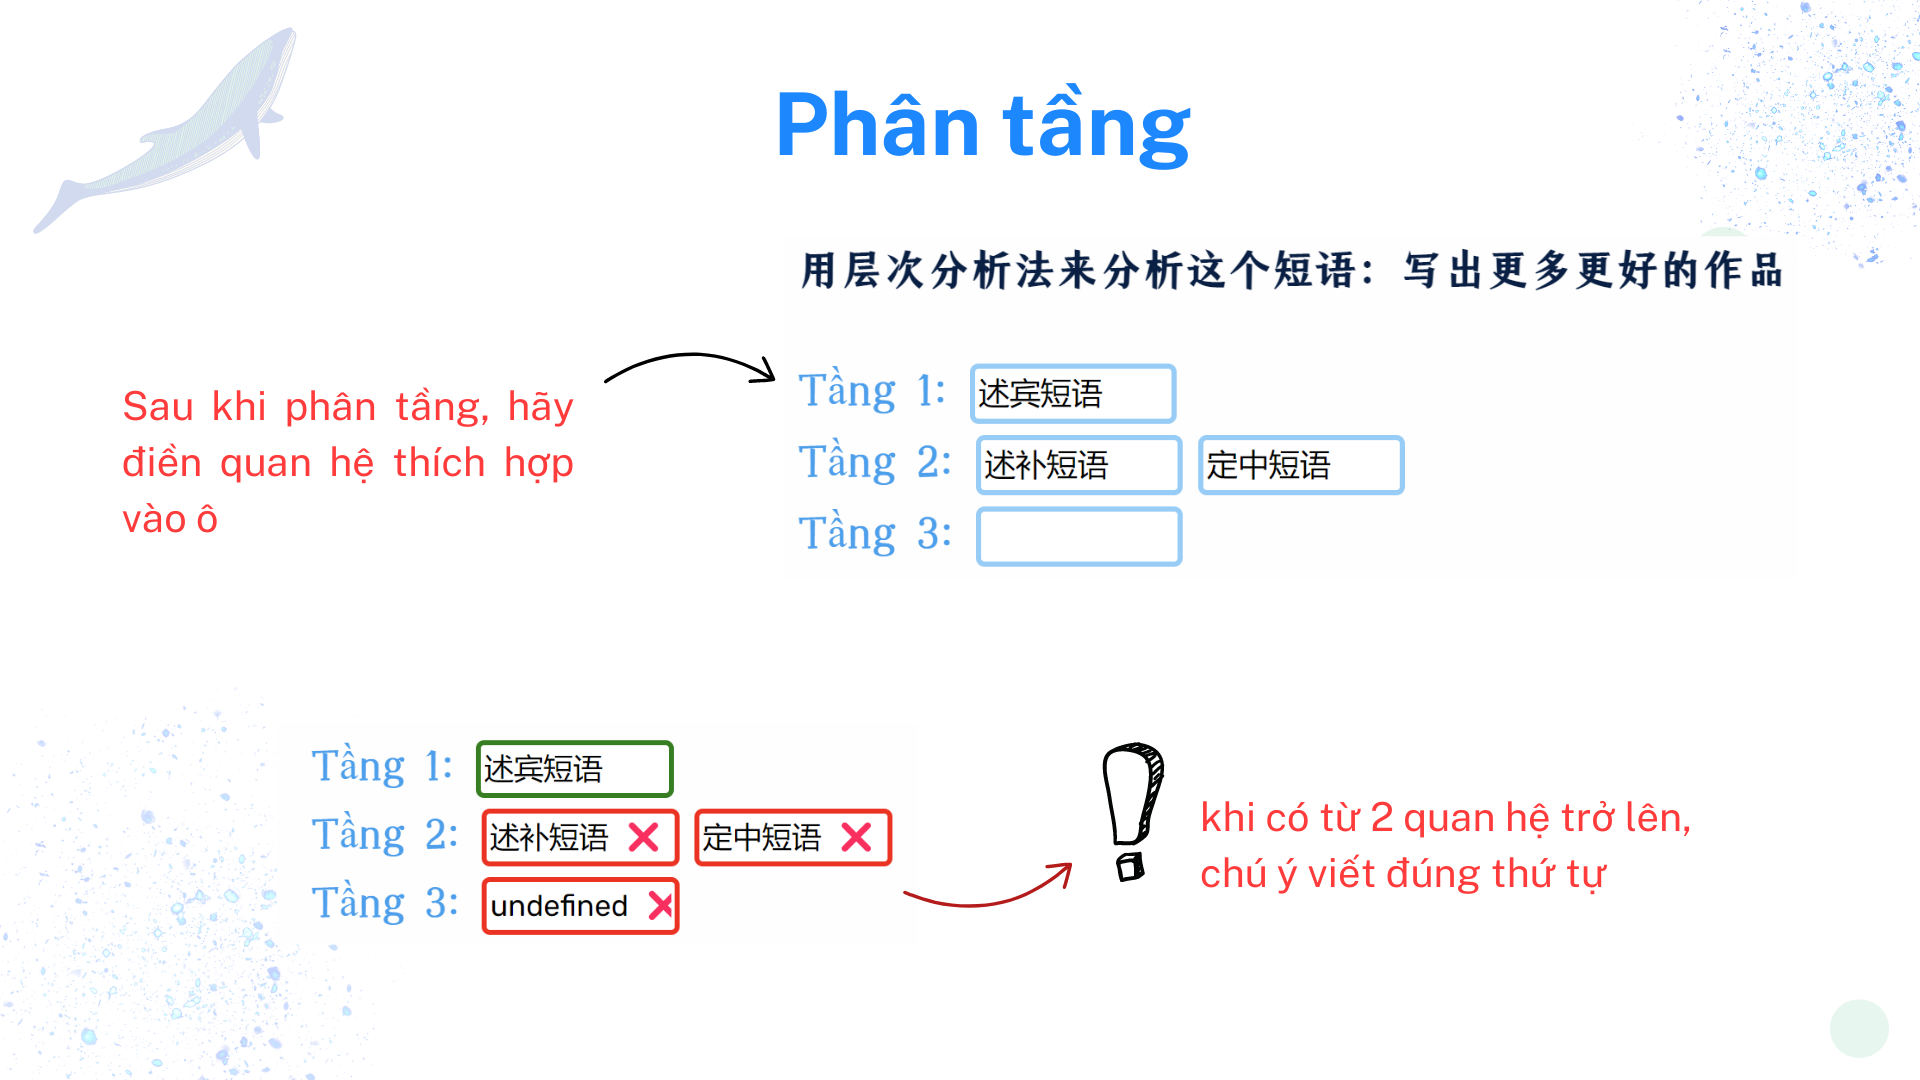 Phân tầng
用层次分析法来分析这个短语：写出更多更好的作品
Sau khi phân tầng, hãy
điền quan hệ thích hợp
vào ô
Tầng 1: 述宾短语
Tầng 2: 述补短语 定中短语
Tầng 3:
Tầng 1: 述宾短语
Tầng 2: 述补短语 ❌ 定中短语 ❌
Tầng 3: undefined ❌
khi có từ 2 quan hệ trở lên,
chú ý viết đúng thứ tự